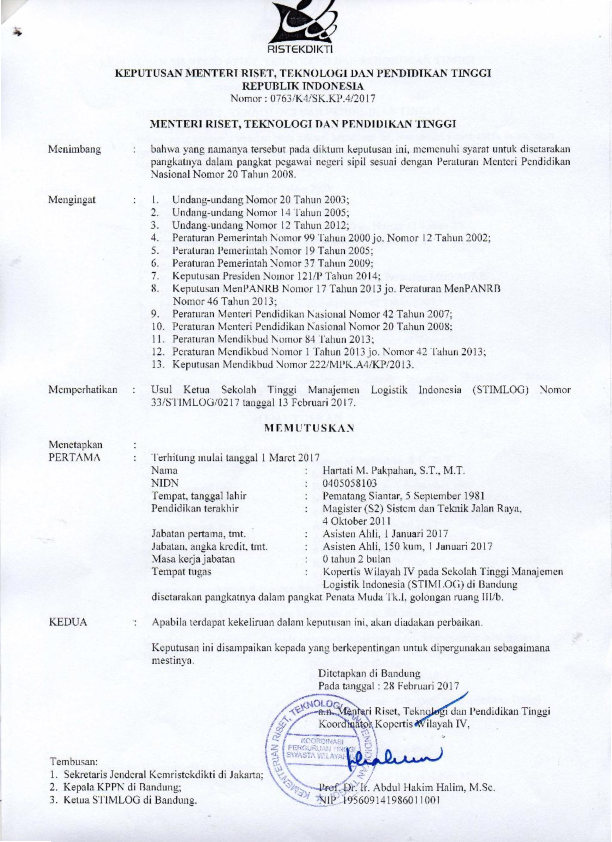 RISTEKDIKTI
KEPUTUSAN MENTERI RISET, TEKNOLOGI DAN PENDIDIKAN TINGGI
REPUBLIK INDONESIA
Nomor : 0763/K4/SK.KP.4/2017
MENTERI RISET, TEKNOLOGI DAN PENDIDIKAN TINGGI
Menimbang : bahwa yang namanya tersebut pada diktum keputusan ini, memenuhi syarat untuk disetarakan
pangkatnya dalam pangkat pegawai negeri sipil sesuai dengan Peraturan Menteri Pendidikan
Nasional Nomor 20 Tahun 2008.
Mengingat : 1. Undang-undang Nomor 20 Tahun 2003;
2. Undang-undang Nomor 14 Tahun 2005;
3. Undang-undang Nomor 12 Tahun 2012;
4. Peraturan Pemerintah Nomor 99 Tahun 2000 jo. Nomor 12 Tahun 2002;
5. Peraturan Pemerintah Nomor 19 Tahun 2005;
6. Peraturan Pemerintah Nomor 37 Tahun 2009;
7. Keputusan Presiden Nomor 121/P Tahun 2014;
8. Keputusan MenPANRB Nomor 17 Tahun 2013 jo. Peraturan MenPANRB
Nomor 46 Tahun 2013;
9. Peraturan Menteri Pendidikan Nasional Nomor 42 Tahun 2007;
10. Peraturan Menteri Pendidikan Nasional Nomor 20 Tahun 2008;
11. Peraturan Mendikbud Nomor 84 Tahun 2013;
12. Peraturan Mendikbud Nomor 1 Tahun 2013 jo. Nomor 42 Tahun 2013;
13. Keputusan Mendikbud Nomor 222/MPK.A4/KP/2013.
Memperhatikan : Usul Ketua Sekolah Tinggi Manajemen Logistik Indonesia (STIMLOG) Nomor
33/STIMLOG/0217 tanggal 13 Februari 2017.
MEMUTUSKAN
Menetapkan :
PERTAMA : Terhitung mulai tanggal 1 Maret 2017
Nama : Hartati M. Pakpahan, S.T., M.T.
NIDN : 0405058103
Tempat, tanggal lahir : Pematang Siantar, 5 September 1981
Pendidikan terakhir : Magister (S2) Sistem dan Teknik Jalan Raya,
4 Oktober 2011
Jabatan pertama, tmt. : Asisten Ahli, 1 Januari 2017
Jabatan, angka kredit, tmt. : Asisten Ahli, 150 kum, 1 Januari 2017
Masa kerja jabatan : 0 tahun 2 bulan
Tempat tugas : Kopertis Wilayah IV pada Sekolah Tinggi Manajemen
Logistik Indonesia (STIMLOG) di Bandung
disetarakan pangkatnya dalam pangkat Penata Muda Tk.I, golongan ruang III/b.
KEDUA : Apabila terdapat kekeliruan dalam keputusan ini, akan diadakan perbaikan.
Keputusan ini disampaikan kepada yang berkepentingan untuk dipergunakan sebagaimana
mestinya.
Ditetapkan di Bandung
Pada tanggal : 28 Februari 2017
a.n. Menteri Riset, Teknologi dan Pendidikan Tinggi
Koordinator Kopertis Wilayah IV,
KOORDINASI
PERGURUAN TINGGI
SWASTA WILAYAH
Tembusan:
1. Sekretaris Jenderal Kemristekdikti di Jakarta;
2. Kepala KPPN di Bandung;
3. Ketua STIMLOG di Bandung.
Prof. Dr. Ir. Abdul Hakim Halim, M.Sc.
NIP 195609141986011001